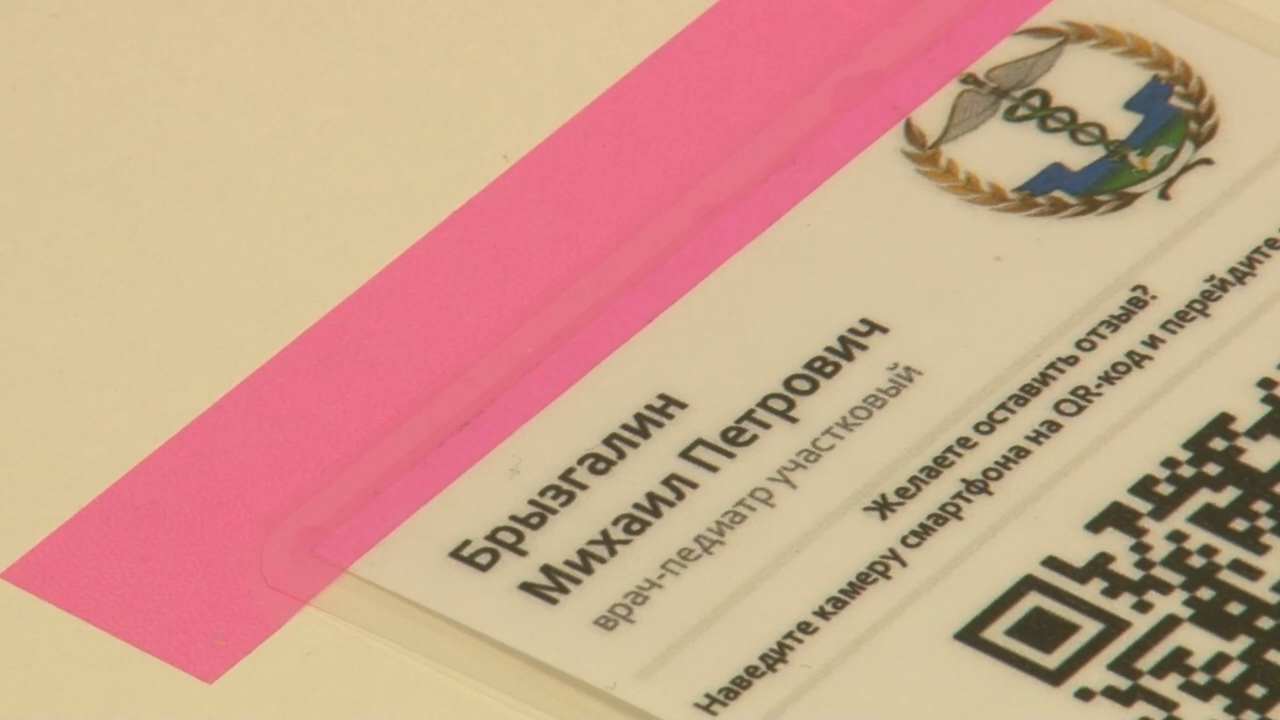 Брызгалин
Михаил Петрович
врач-педиатр участковый
Желаете оставить отзыв?
Наведите камеру смартфона на QR-код и перейдите